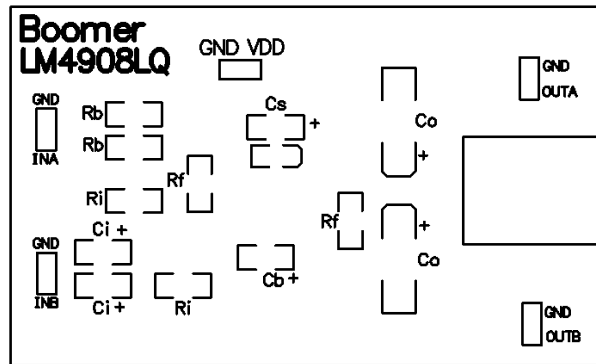 Boomer
LM4908LQ
GND VDD
GND
OUTA
GND
INA
Rb
Rb
Cs +
Co
+
Rf
Ri
Rf
+
Ci +
GND
INB
Co
Cb +
Ci +
Ri
GND
OUTB